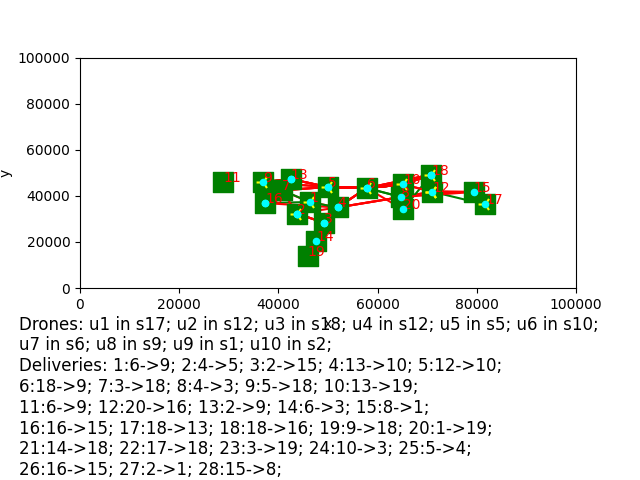 100000
80000
60000
40000
20000
0
y
0 20000 40000 60000 80000 100000
x
11
Drones: u1 in s17; u2 in s12; u3 in s18; u4 in s12; u5 in s5; u6 in s10;
u7 in s6; u8 in s9; u9 in s1; u10 in s2;
Deliveries: 1:6->9; 2:4->5; 3:2->15; 4:13->10; 5:12->10;
6:18->9; 7:3->18; 8:4->3; 9:5->18; 10:13->19;
11:6->9; 12:20->16; 13:2->9; 14:6->3; 15:8->1;
16:16->15; 17:18->13; 18:18->16; 19:9->18; 20:1->19;
21:14->18; 22:17->18; 23:3->19; 24:10->3; 25:5->4;
26:16->15; 27:2->1; 28:15->8;